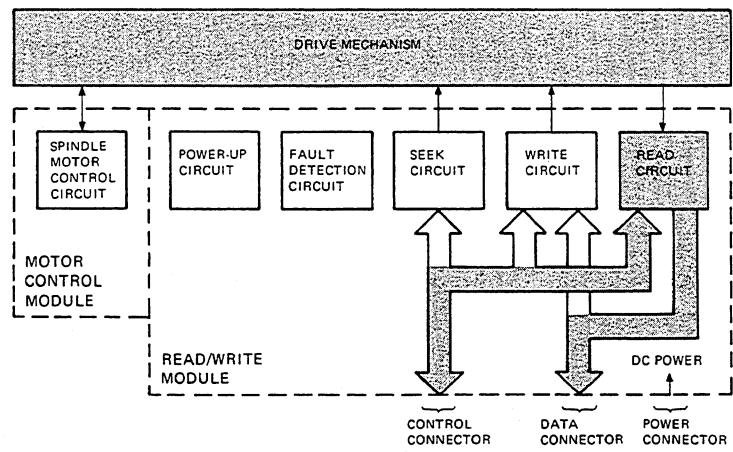 DRIVE MECHANISM
SPINDLE
MOTOR
CONTROL
CIRCUIT
POWER-UP
CIRCUIT
FAULT
DETECTION
CIRCUIT
SEEK
CIRCUIT
WRITE
CIRCUIT
READ
CIRCUIT
MOTOR
CONTROL
MODULE
READ/WRITE
MODULE
DC POWER
CONTROL
CONNECTOR
DATA
CONNECTOR
POWER
CONNECTOR